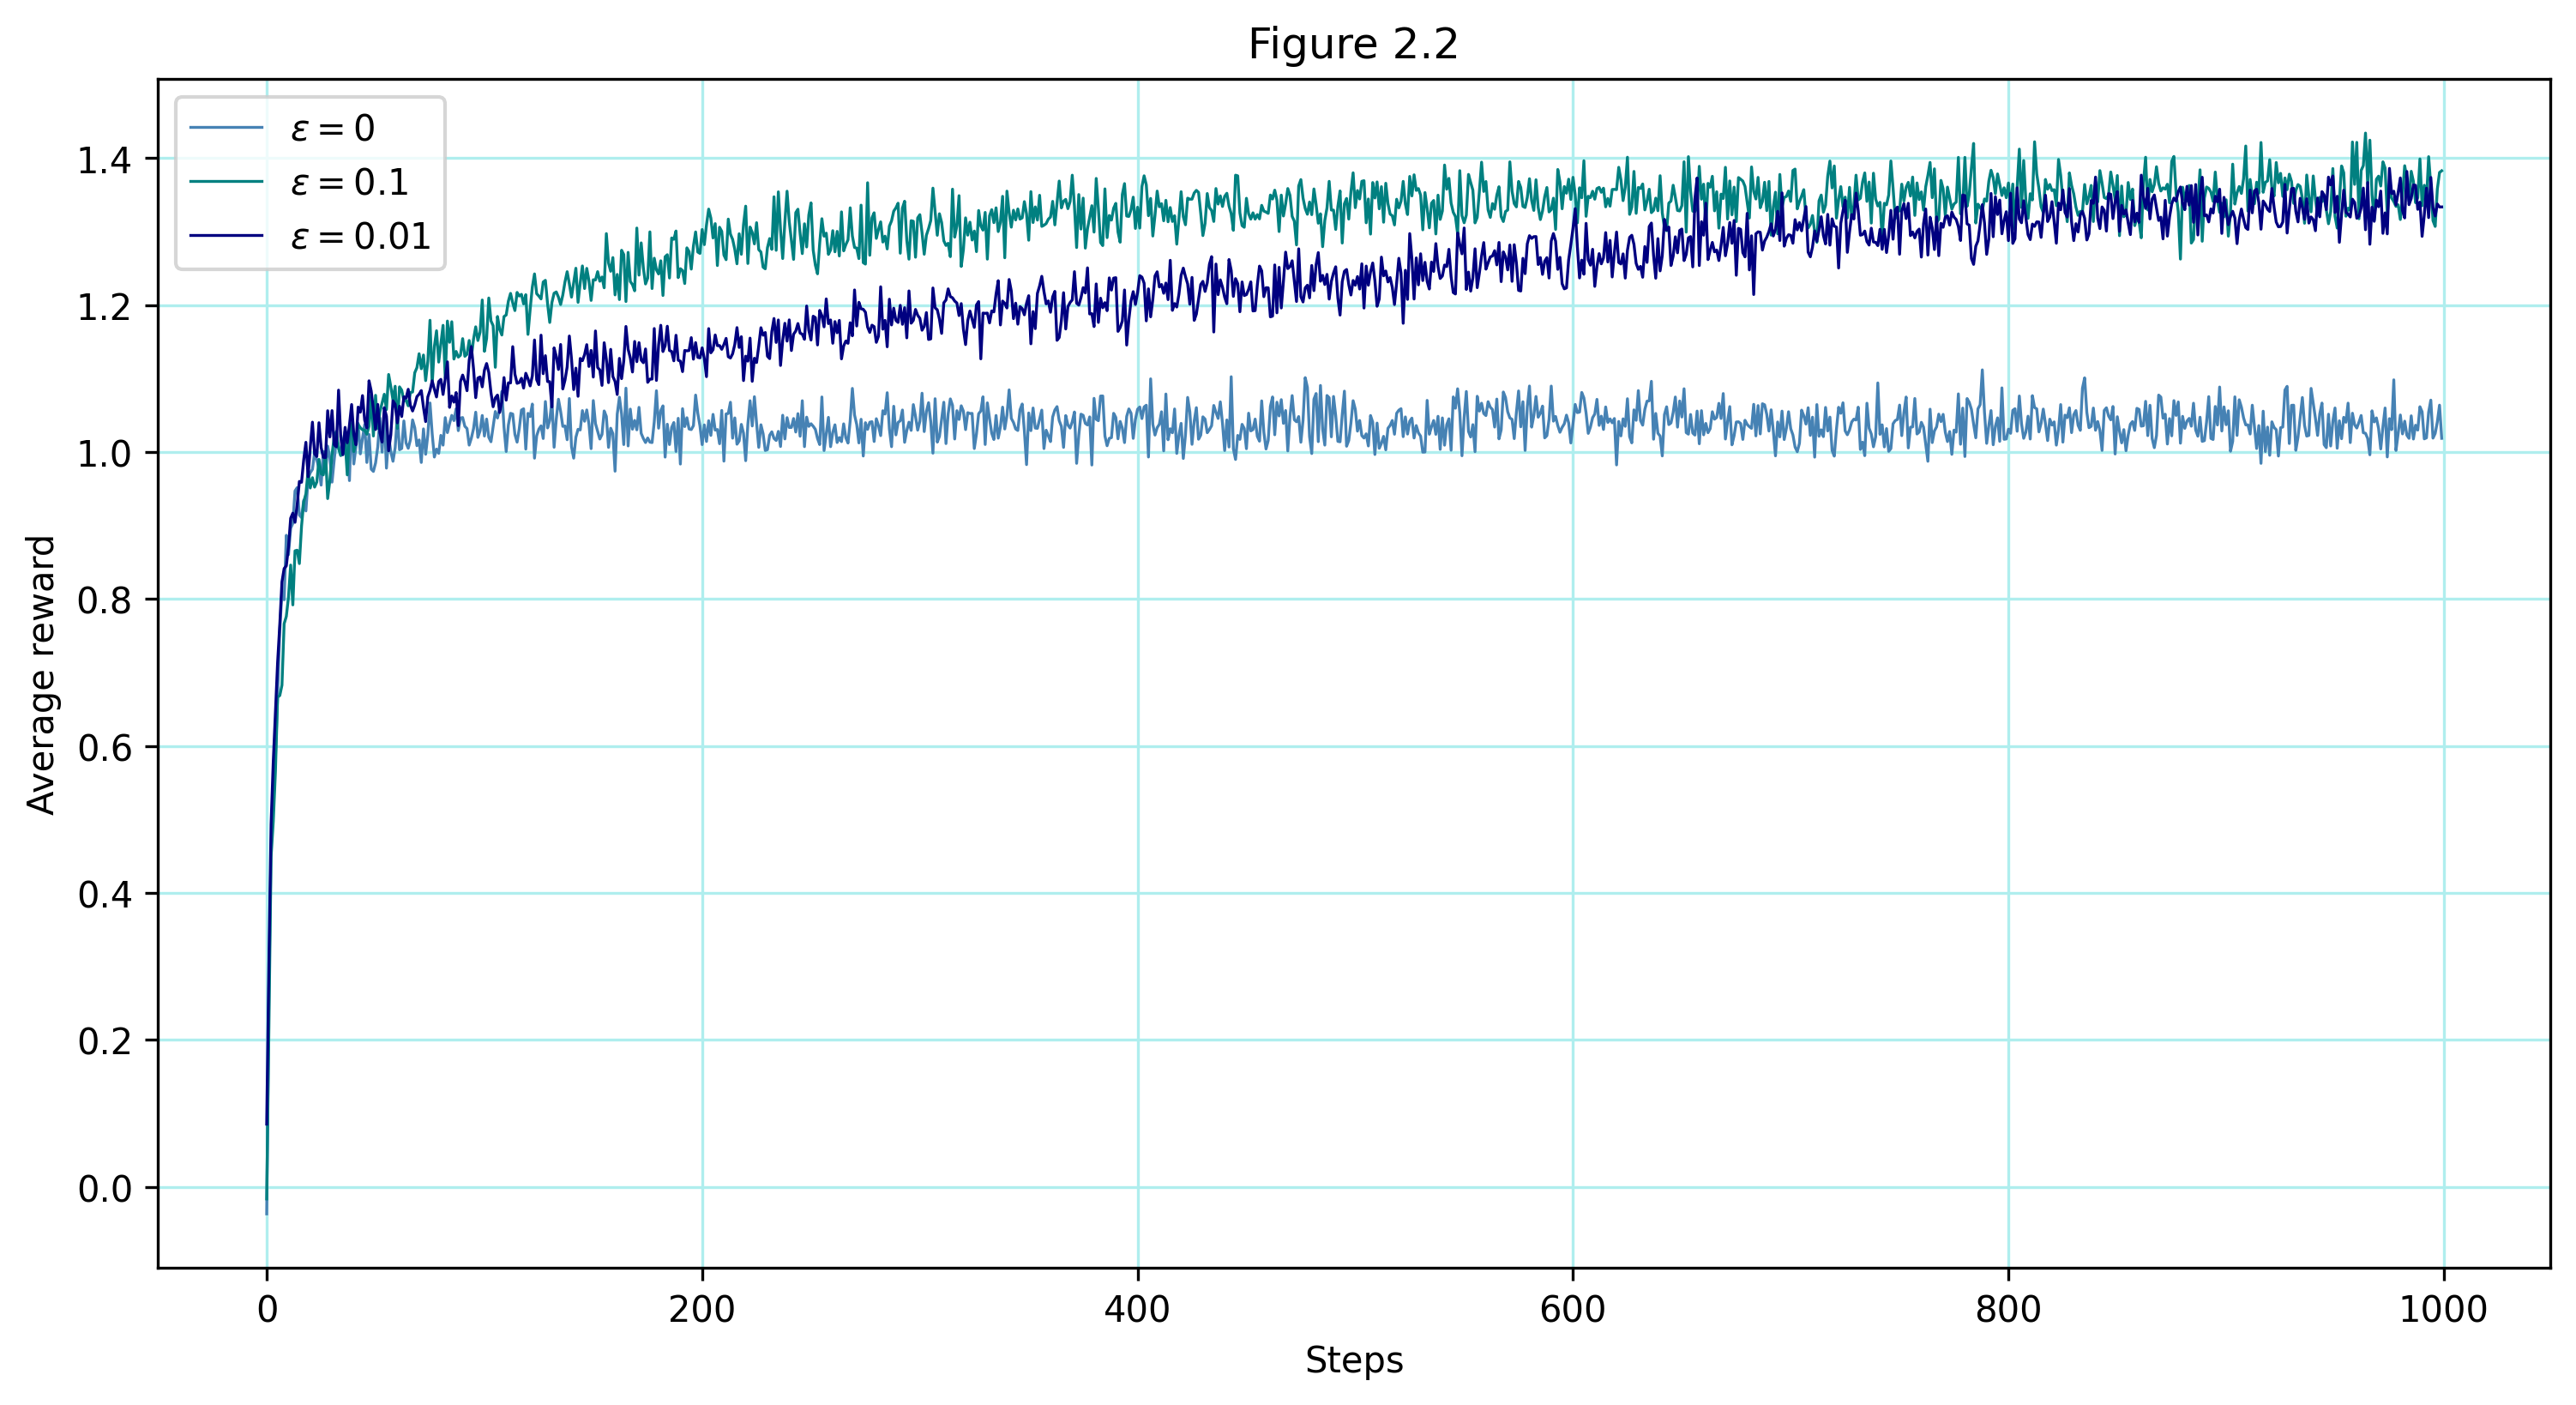 Figure 2.2
ε = 0
ε = 0.1
ε = 0.01
1.4
1.2
1.0
0.8
0.6
0.4
0.2
0.0
Average reward
0 200 400 600 800 1000
Steps